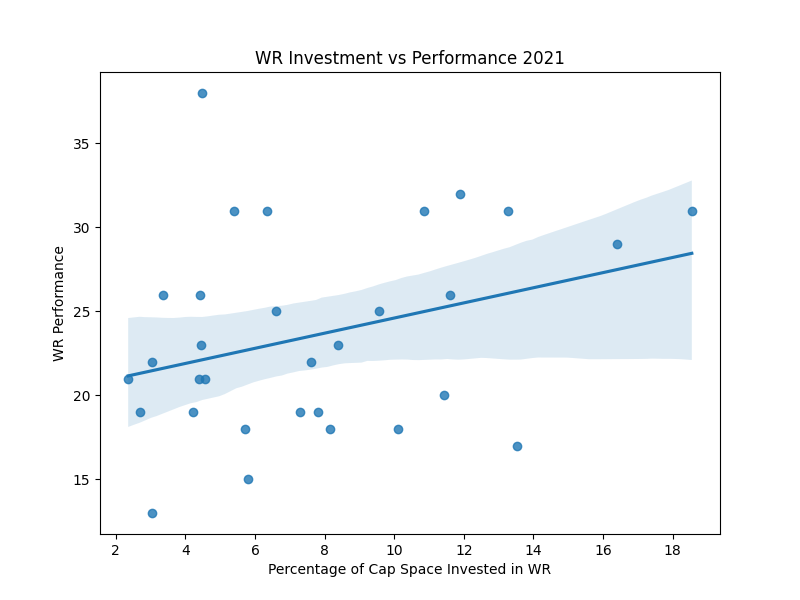 WR Investment vs Performance 2021
WR Performance
35
30
25
20
15
2 4 6 8 10 12 14 16 18
Percentage of Cap Space Invested in WR